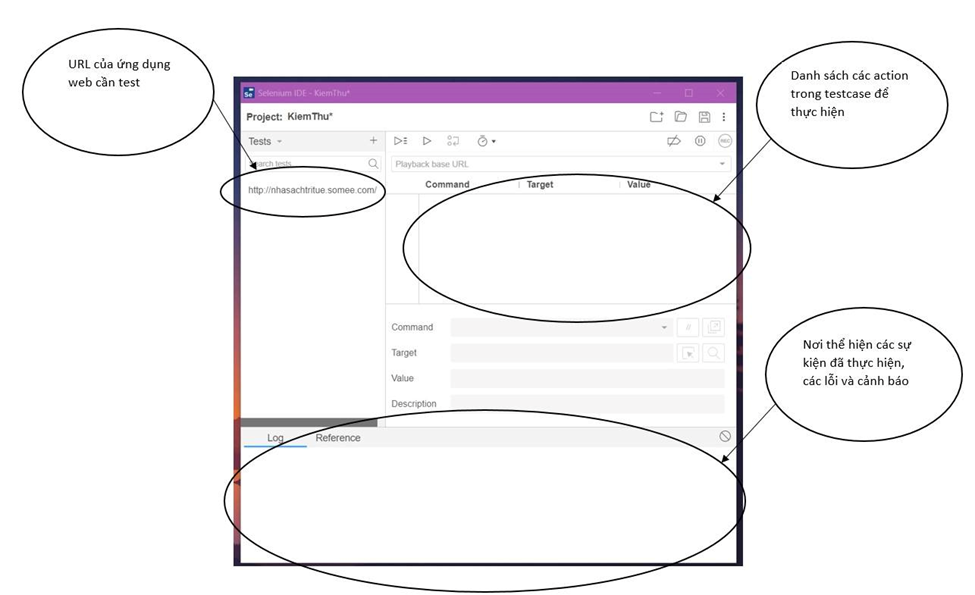 URL của ứng dụng
web cần test
Danh sách các action
trong testcase để
thực hiện
Selenium IDE - KiemThu*
Project: KiemThu*
Tests
Search tests...
Playback base URL
http://nhasachtritue.somee.com/
Command Target Value
Command
//
Target
Value
Description
Nơi thể hiện các sự
kiện đã thực hiện,
các lỗi và cảnh báo
Log Reference
REC
Se